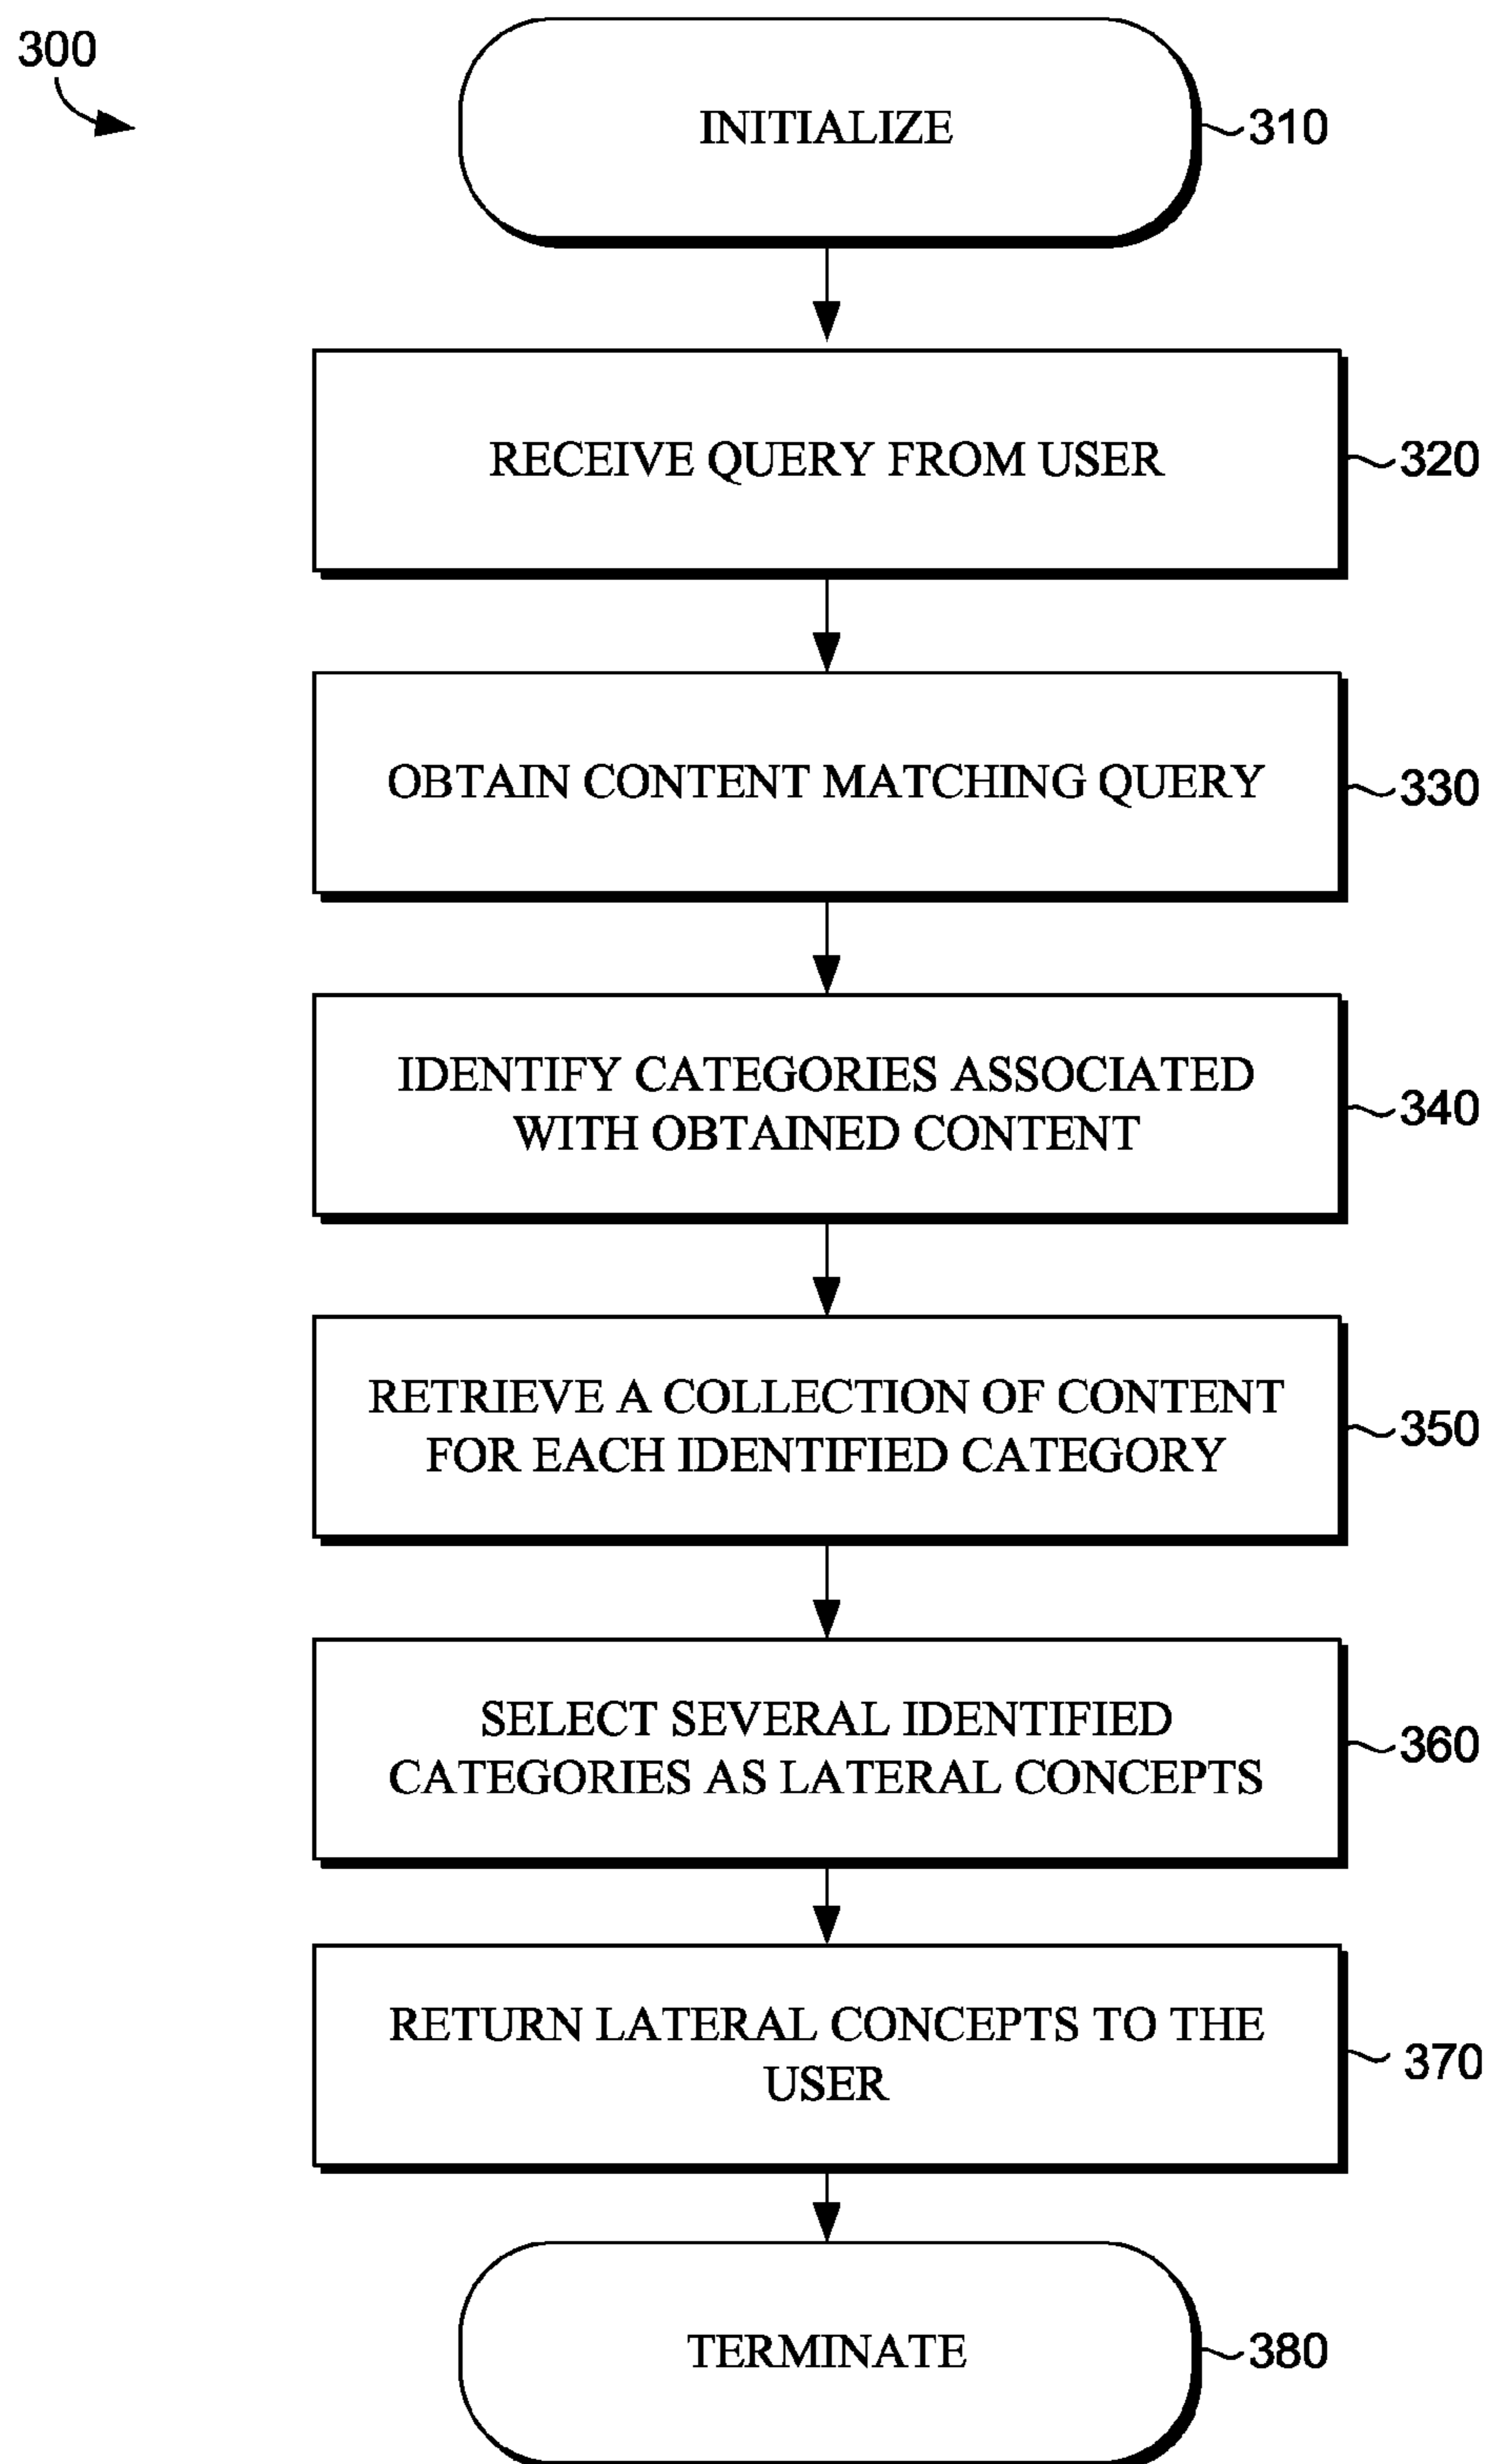 300
INITIALIZE
310
RECEIVE QUERY FROM USER
320
OBTAIN CONTENT MATCHING QUERY
330
IDENTIFY CATEGORIES ASSOCIATED
WITH OBTAINED CONTENT
340
RETRIEVE A COLLECTION OF CONTENT
FOR EACH IDENTIFIED CATEGORY
350
SELECT SEVERAL IDENTIFIED
CATEGORIES AS LATERAL CONCEPTS
360
RETURN LATERAL CONCEPTS TO THE
USER
370
TERMINATE
380